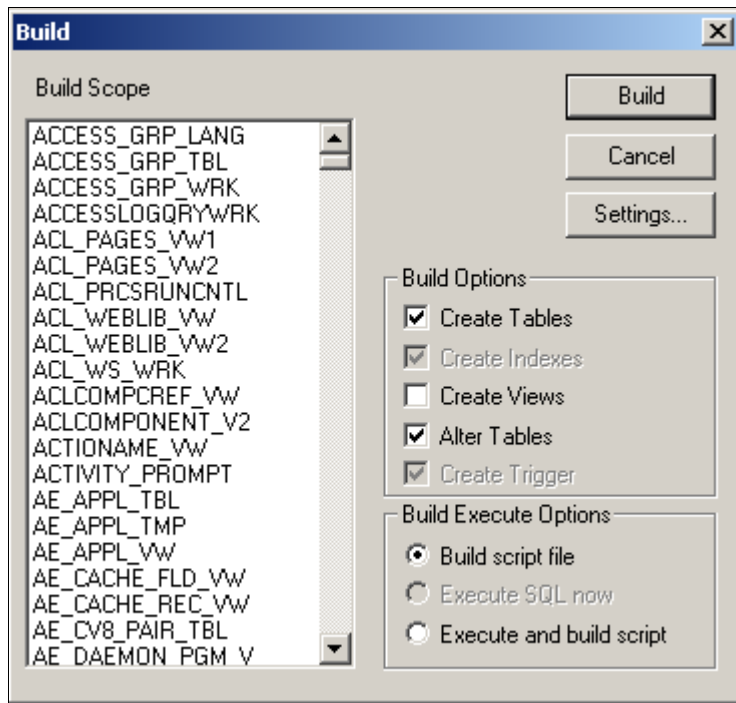 Build
Build Scope
ACCESS_GRP_LANG
ACCESS_GRP_TBL
ACCESS_GRP_WRK
ACCESSLOGQRYWRK
ACL_PAGES_VW1
ACL_PAGES_VW2
ACL_PRCSRUNCNTL
ACL_WEBLIB_VW
ACL_WEBLIB_VW2
ACL_WS_WRK
ACLCOMPCREF_VW
ACLCOMPONENT_V2
ACTIONAME_VW
ACTIVITY_PROMPT
AE_APPL_TBL
AE_APPL_TMP
AE_APPL_VW
AE_CACHE_FLD_VW
AE_CACHE_REC_VW
AE_CV8_PAIR_TBL
AE_DAEMON_PGM_V
Build
Cancel
Settings...
Build Options
Create Tables
Create Indexes
Create Views
Alter Tables
Create Trigger
Build Execute Options
Build script file
Execute SQL now
Execute and build script